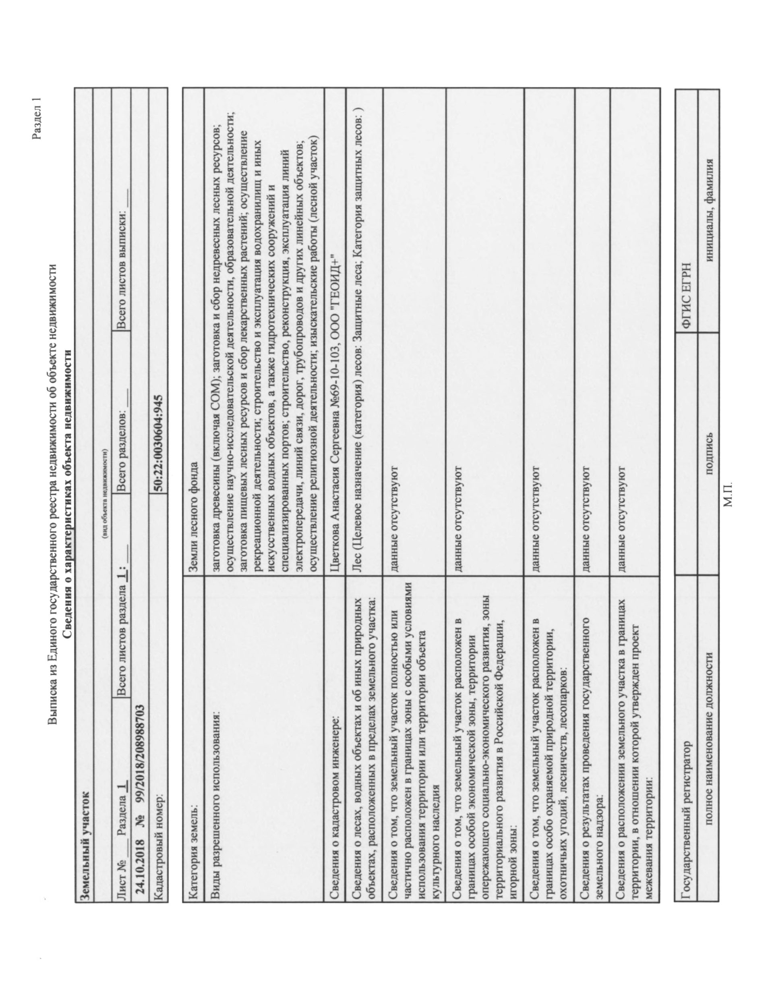 Раздел 1
Выписка из Единого государственного реестра недвижимости об объекте недвижимости
Сведения о характеристиках объекта недвижимости
Земельный участок
(вид объекта недвижимости)
Лист № ___ Раздела 1 Всего листов раздела 1: ___ Всего разделов: ___ Всего листов выписки: ___
24.10.2018 № 99/2018/208988703
Кадастровый номер: 50:22:0030604:945
Категория земель: Земли лесного фонда
Виды разрешенного использования:
заготовка древесины (включая СОМ); заготовка и сбор недревесных лесных ресурсов;
осуществление научно-исследовательской деятельности, образовательной деятельности;
заготовка пищевых лесных ресурсов и сбор лекарственных растений; осуществление
рекреационной деятельности; строительство и эксплуатация водохранилищ и иных
искусственных водных объектов, а также гидротехнических сооружений и
специализированных портов; строительство, реконструкция, эксплуатация линий
электропередачи, линий связи, дорог, трубопроводов и других линейных объектов;
осуществление религиозной деятельности; изыскательские работы (лесной участок)
Сведения о кадастровом инженере: Цветкова Анастасия Сергеевна №69-10-103, ООО "ГЕОИД+"
Сведения о лесах, водных объектах и об иных природных
объектах, расположенных в пределах земельного участка:
Лес (Целевое назначение (категория) лесов: Защитные леса; Категория защитных лесов: )
Сведения о том, что земельный участок полностью или
частично расположен в границах зоны с особыми условиями
использования территории или территории объекта
культурного наследия
данные отсутствуют
Сведения о том, что земельный участок расположен в
границах особой экономической зоны, территории
опережающего социально-экономического развития, зоны
территориального развития в Российской Федерации,
игорной зоны:
данные отсутствуют
Сведения о том, что земельный участок расположен в
границах особо охраняемой природной территории,
охотничьих угодий, лесничеств, лесопарков:
данные отсутствуют
Сведения о результатах проведения государственного
земельного надзора:
данные отсутствуют
Сведения о расположении земельного участка в границах
территории, в отношении которой утвержден проект
межевания территории:
данные отсутствуют
Государственный регистратор ФГИС ЕГРН
полное наименование должности подпись инициалы, фамилия
М.П.